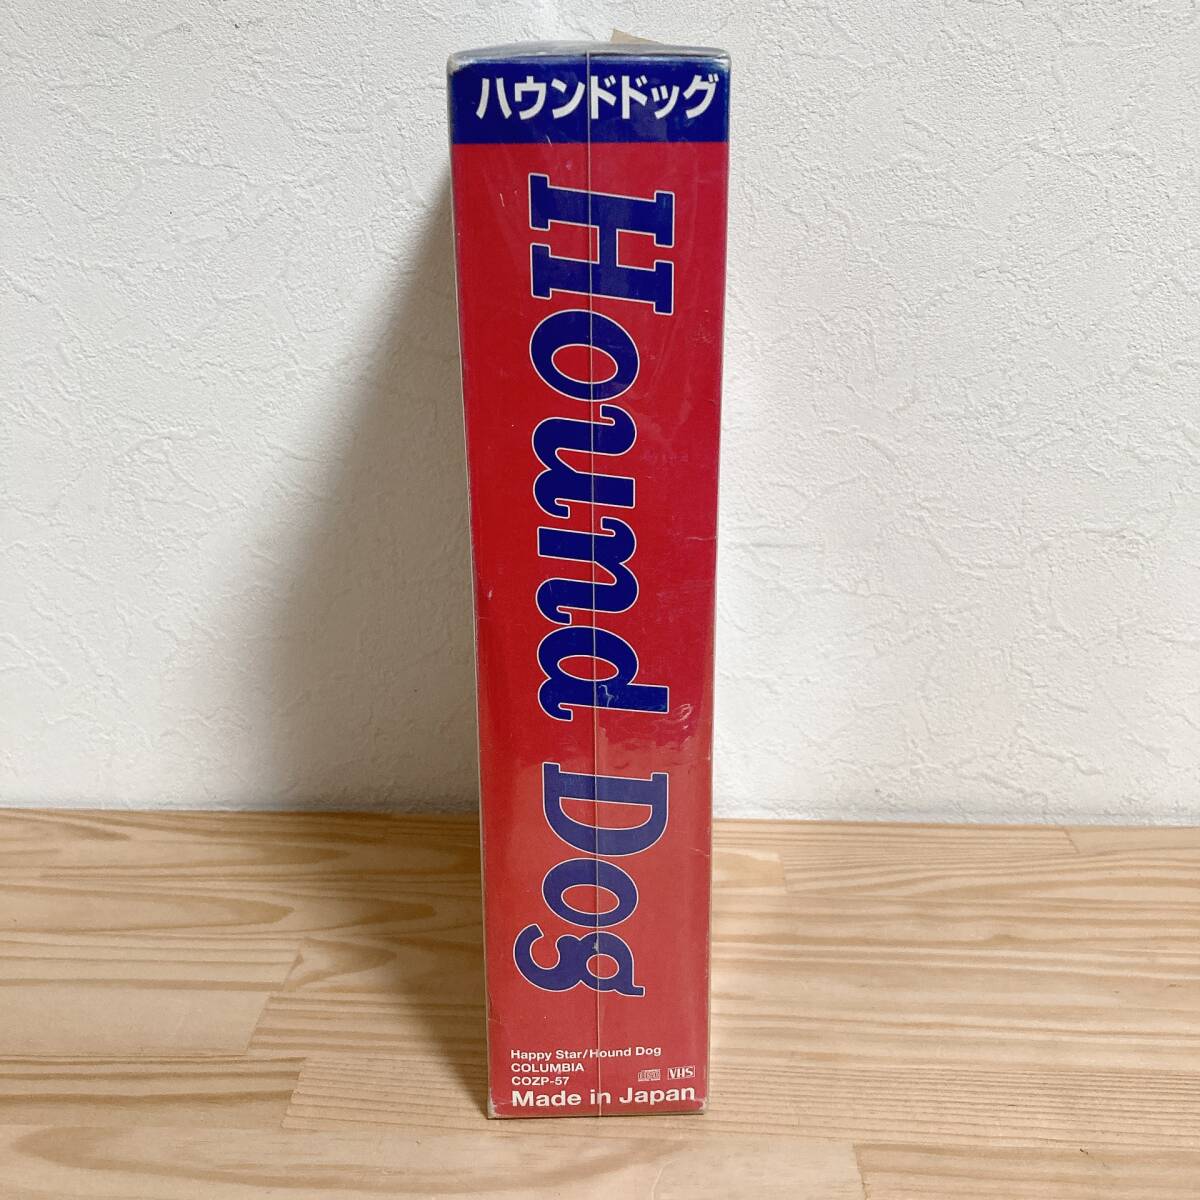 ハウンドドッグ
Hound Dog
Happy Star/Hound Dog
COLUMBIA
COZP-57
VHS
Made in Japan